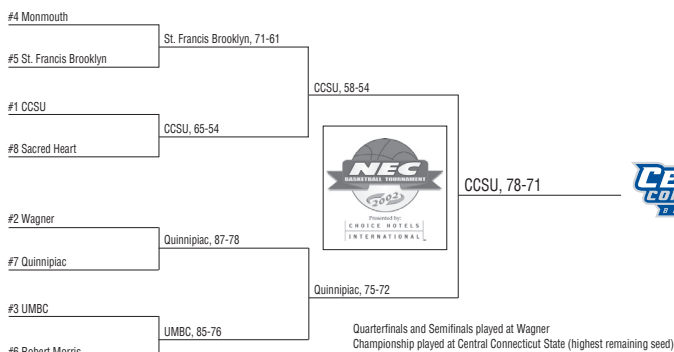 #4 Monmouth
St. Francis Brooklyn, 71-61
#5 St. Francis Brooklyn
CCSU, 58-54
#1 CCSU
CCSU, 65-54
#8 Sacred Heart
NEC
BASKETBALL TOURNAMENT
2002
Presented by:
CHOICE HOTELS
INTERNATIONAL
CCSU, 78-71
#2 Wagner
Quinnipiac, 87-78
#7 Quinnipiac
Quinnipiac, 75-72
#3 UMBC
UMBC, 85-76
#6 Robert Morris
Quarterfinals and Semifinals played at Wagner
Championship played at Central Connecticut State (highest remaining seed)